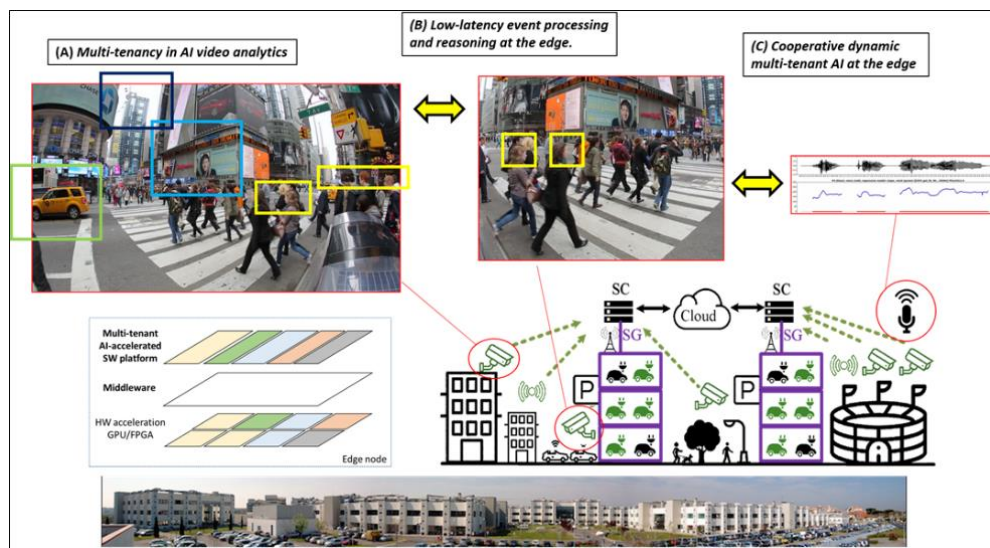 (A) Multi-tenancy in AI video analytics
(B) Low-latency event processing
and reasoning at the edge.
(C) Cooperative dynamic
multi-tenant AI at the edge
Multi-tenant
AI-accelerated
SW platform
Middleware
HW acceleration
GPU/FPGA
Edge node
SC
Cloud
SC
SG
SG
P
P